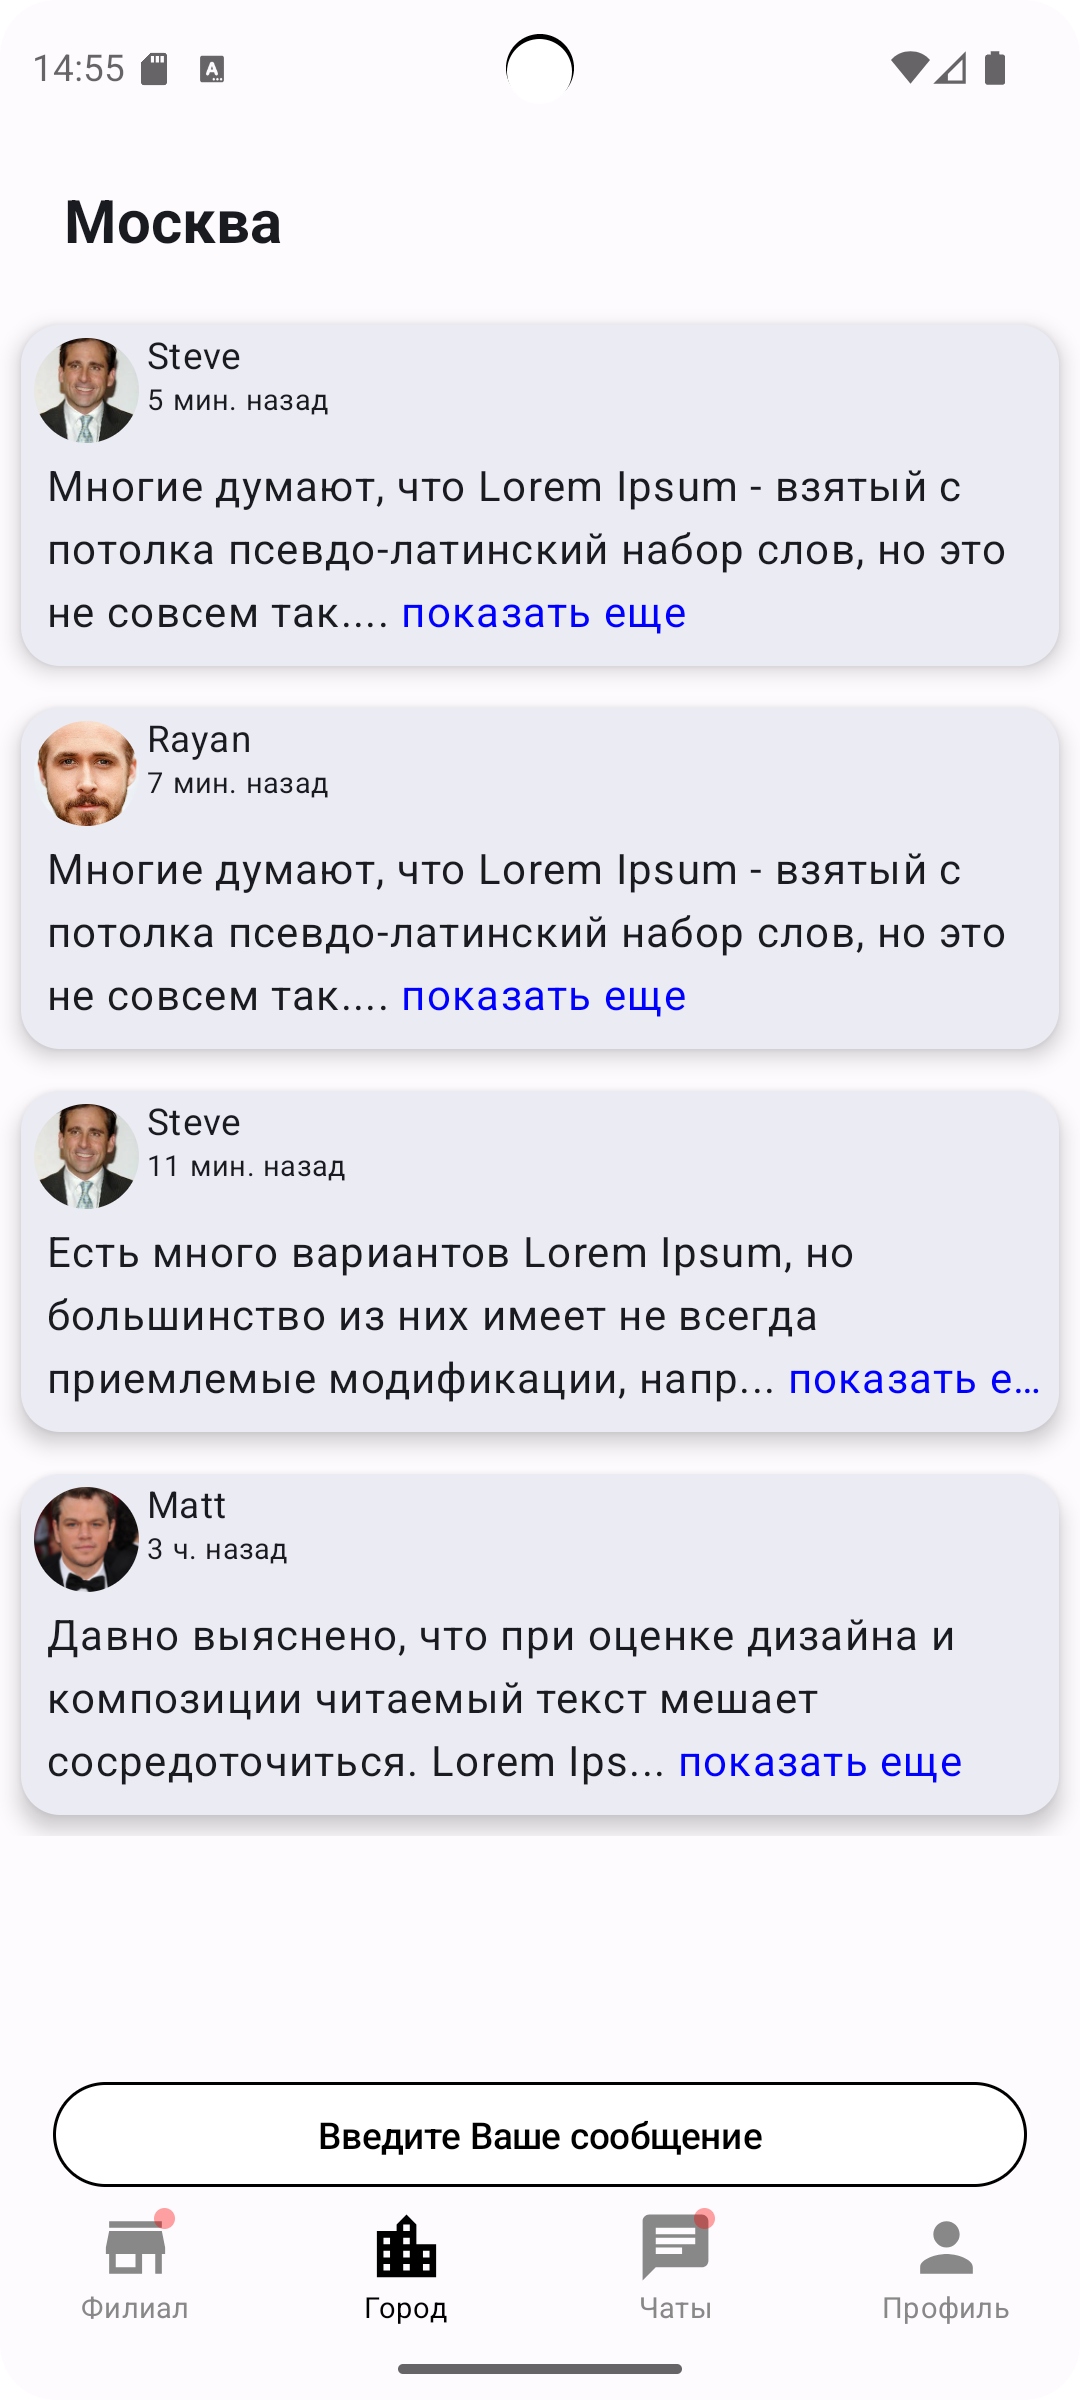 14:55
Москва
Steve
5 мин. назад
Многие думают, что Lorem Ipsum - взятый с
потолка псевдо-латинский набор слов, но это
не совсем так.... показать еще
Rayan
7 мин. назад
Многие думают, что Lorem Ipsum - взятый с
потолка псевдо-латинский набор слов, но это
не совсем так.... показать еще
Steve
11 мин. назад
Есть много вариантов Lorem Ipsum, но
большинство из них имеет не всегда
приемлемые модификации, напр... показать е...
Matt
3 ч. назад
Давно выяснено, что при оценке дизайна и
композиции читаемый текст мешает
сосредоточиться. Lorem Ips... показать еще
Введите Ваше сообщение
Филиал Город Чаты Профиль